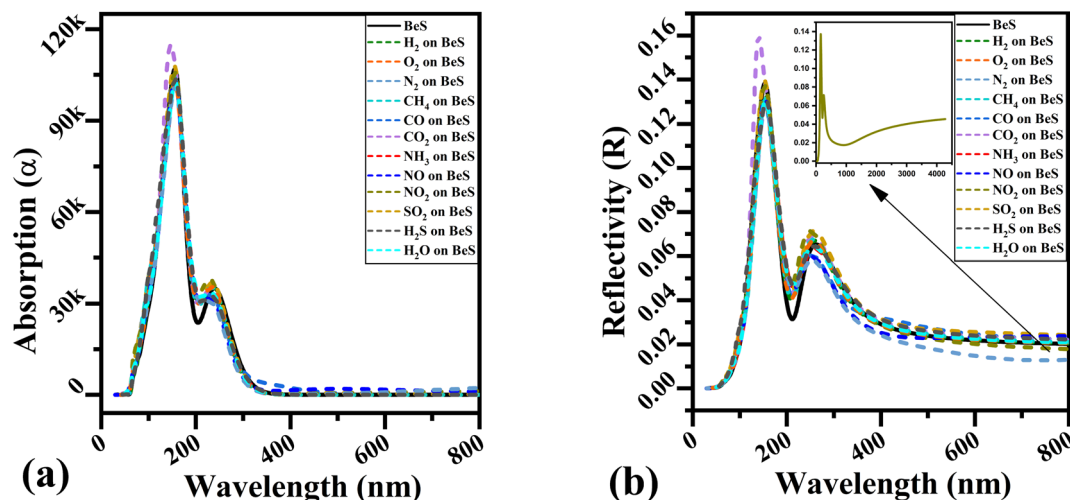 120k
90k
60k
30k
0
Absorption (α)
0
200
400
600
800
Wavelength (nm)
(a)
BeS
H₂ on BeS
O₂ on BeS
N₂ on BeS
CH₄ on BeS
CO on BeS
CO₂ on BeS
NH₃ on BeS
NO on BeS
NO₂ on BeS
SO₂ on BeS
H₂S on BeS
H₂O on BeS
0.16
0.14
0.12
0.10
0.08
0.06
0.04
0.02
0.00
Reflectivity (R)
0
200
400
600
800
Wavelength (nm)
(b)
0.14
0.12
0.10
0.08
0.06
0.04
0.02
0.00
0
1000
2000
3000
4000
BeS
H₂ on BeS
O₂ on BeS
N₂ on BeS
CH₄ on BeS
CO on BeS
CO₂ on BeS
NH₃ on BeS
NO on BeS
NO₂ on BeS
SO₂ on BeS
H₂S on BeS
H₂O on BeS